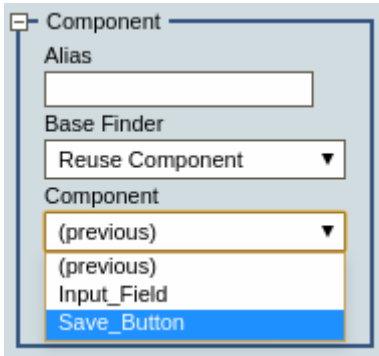 Component
Alias
Base Finder
Reuse Component
Component
(previous)
(previous)
Input_Field
Save_Button